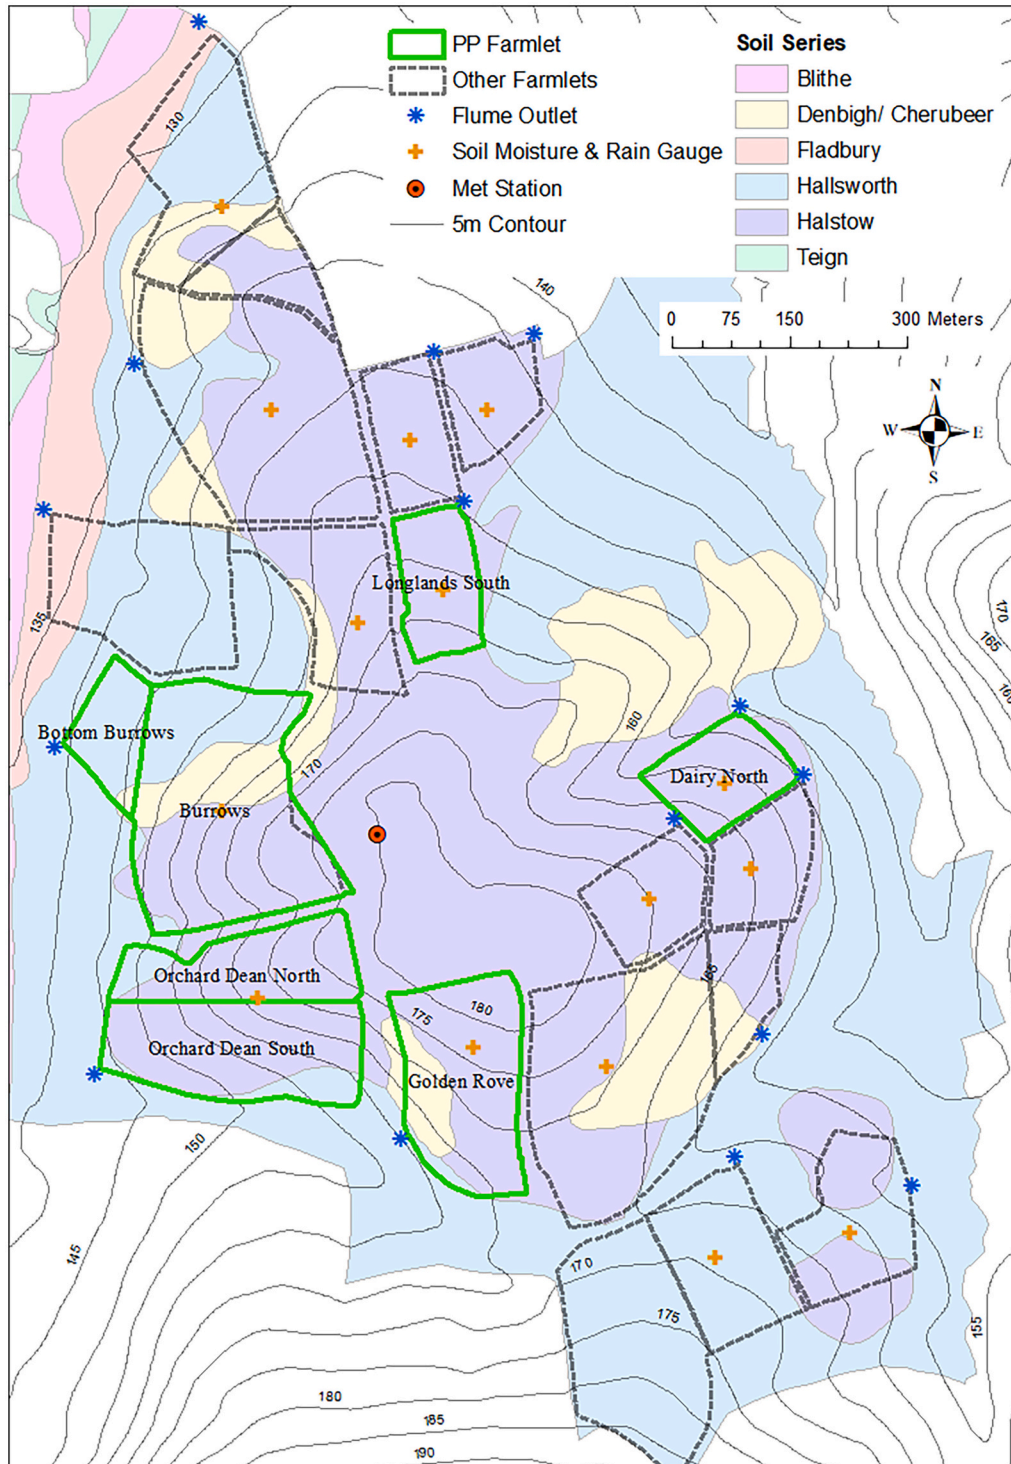 PP Farmlet
Other Farmlets
Flume Outlet
Soil Moisture & Rain Gauge
Met Station
5m Contour
Soil Series
Blithe
Denbigh/ Cherubeer
Fladbury
Hallsworth
Halstow
Teign
0 75 150 300 Meters
N
W E
S
130
140
135
Longlands South
170
165
160
160
Bottom Burrows
170
Dairy North
Burrows
165
Orchard Dean North
175
180
Orchard Dean South
Golden Rove
150
145
170
175
155
180
185
190